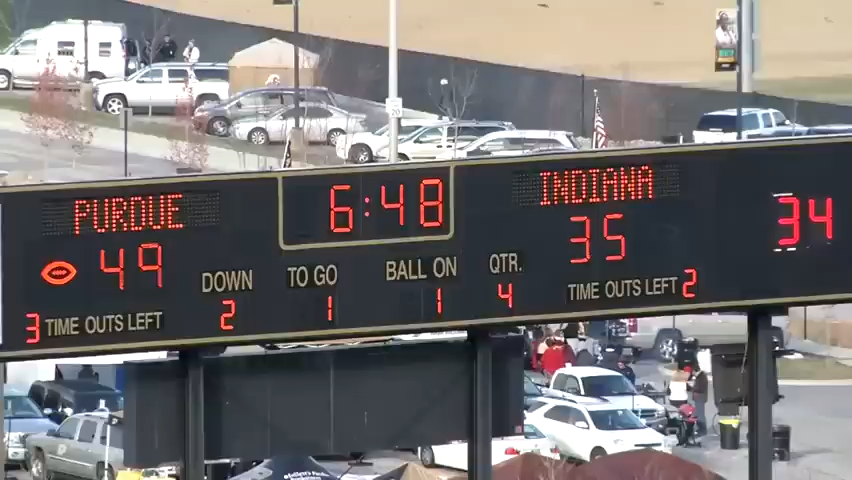 PURDUE 6:48 INDIANA 34
49 35
DOWN TO GO BALL ON QTR.
2 1 1 4
3 TIME OUTS LEFT TIME OUTS LEFT 2